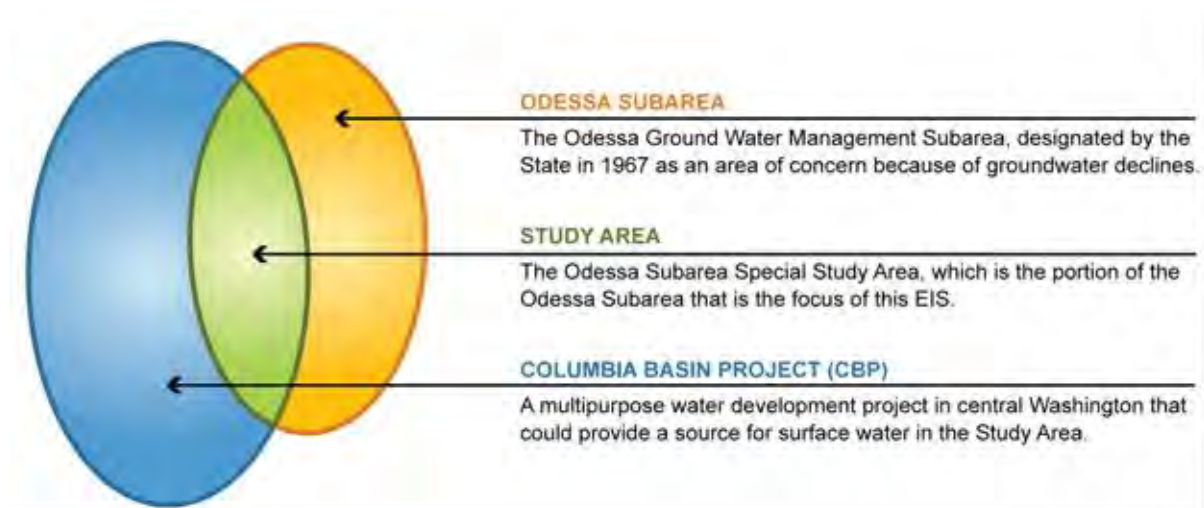 ODESSA SUBAREA
The Odessa Ground Water Management Subarea, designated by the
State in 1967 as an area of concern because of groundwater declines.
STUDY AREA
The Odessa Subarea Special Study Area, which is the portion of the
Odessa Subarea that is the focus of this EIS.
COLUMBIA BASIN PROJECT (CBP)
A multipurpose water development project in central Washington that
could provide a source for surface water in the Study Area.